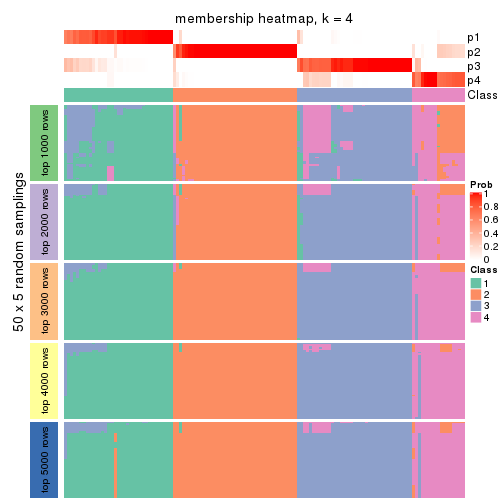 membership heatmap, k = 4
p1
p2
p3
p4
Class
50 x 5 random samplings
top 1000 rows
top 2000 rows
top 3000 rows
top 4000 rows
top 5000 rows
Prob
1
0.8
0.6
0.4
0.2
0
Class
1
2
3
4